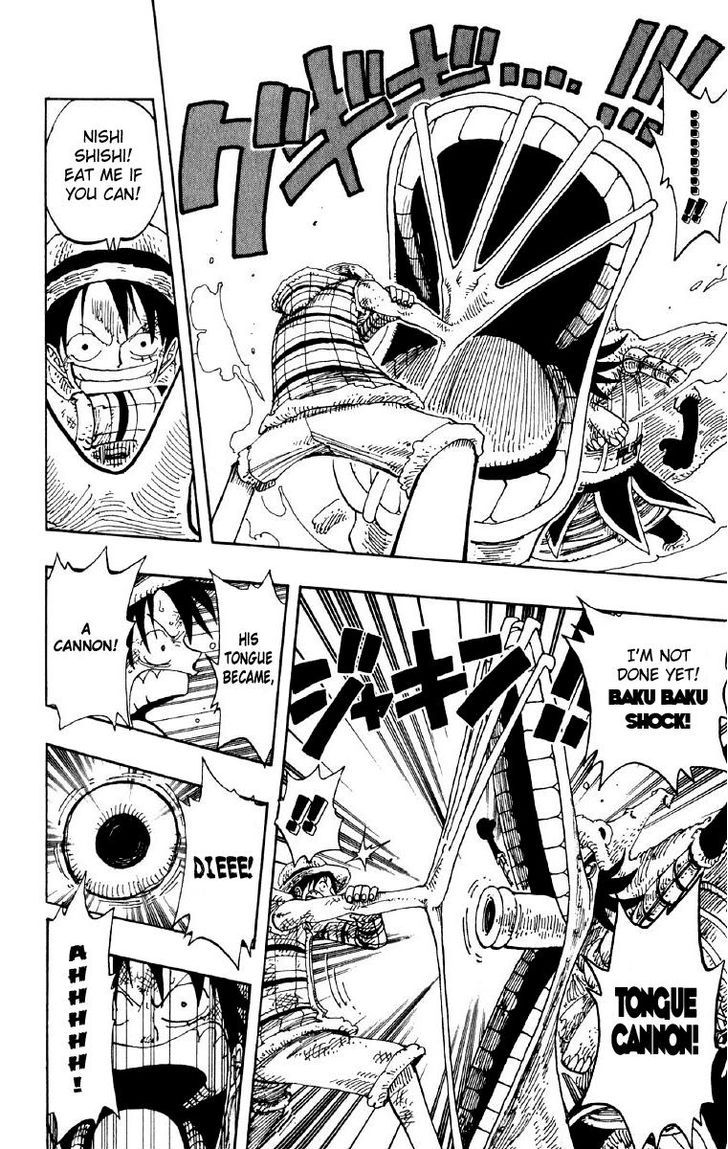 ............!!
グギギ...!!!
NISHI
SHISHI!
EAT ME IF
YOU CAN!
I'M NOT
DONE YET!
BAKU BAKU
SHOCK!
ジャキン!!
TONGUE
CANNON!
!!
HIS
TONGUE
BECAME,
A
CANNON!
DIEEE!
AHHHHH!